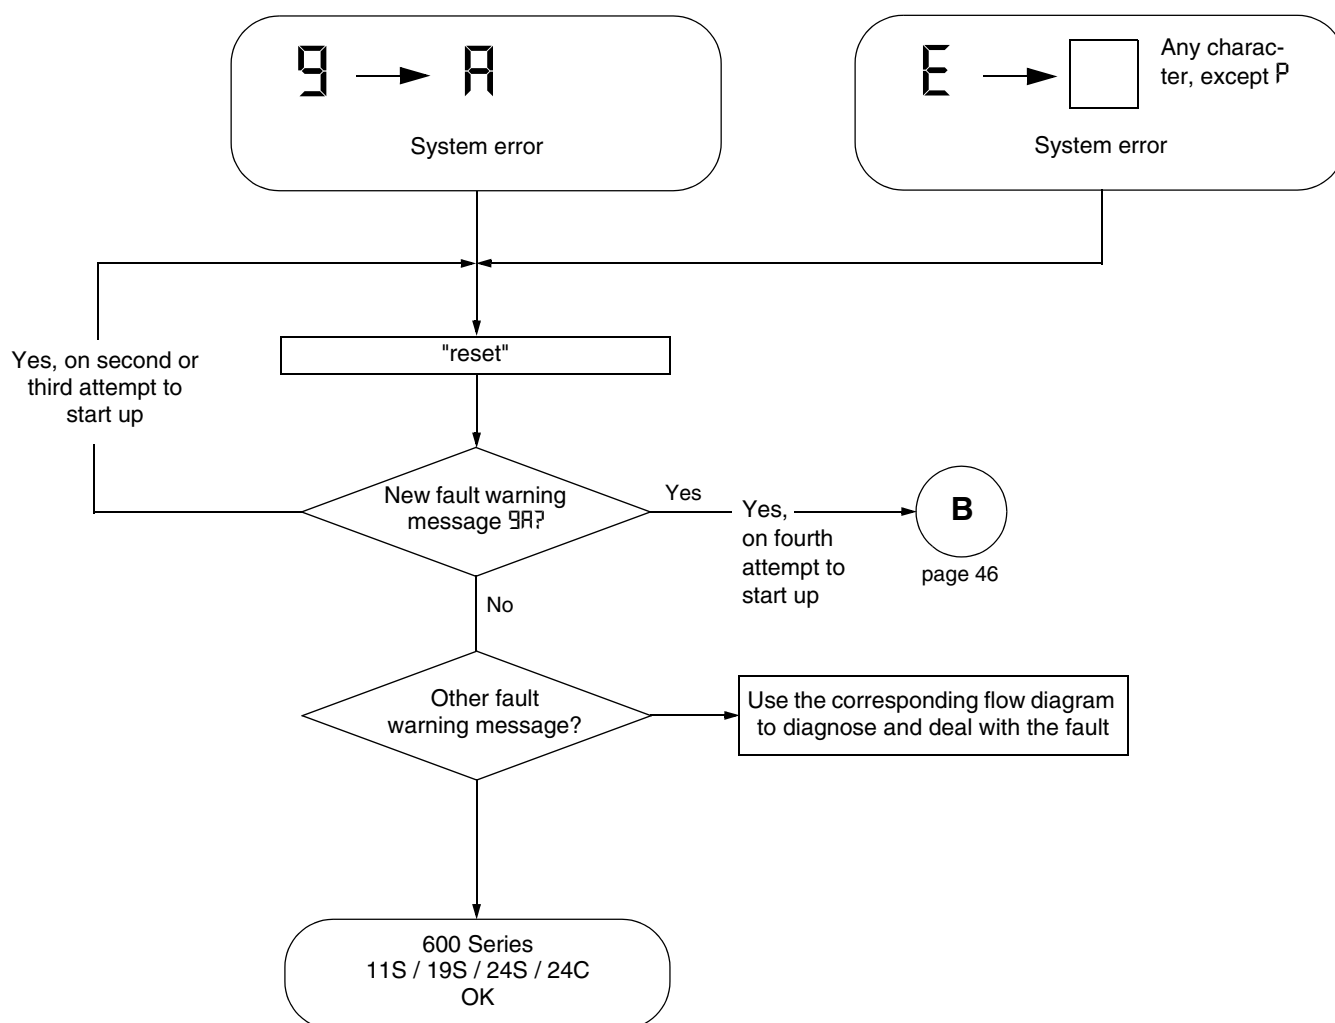 9 A
System error
E
Any charac-
ter, except P
System error
"reset"
Yes, on second or
third attempt to
start up
New fault warning
message 9A?
Yes
Yes,
on fourth
attempt to
start up
B
page 46
No
Other fault
warning message?
Use the corresponding flow diagram
to diagnose and deal with the fault
600 Series
11S / 19S / 24S / 24C
OK